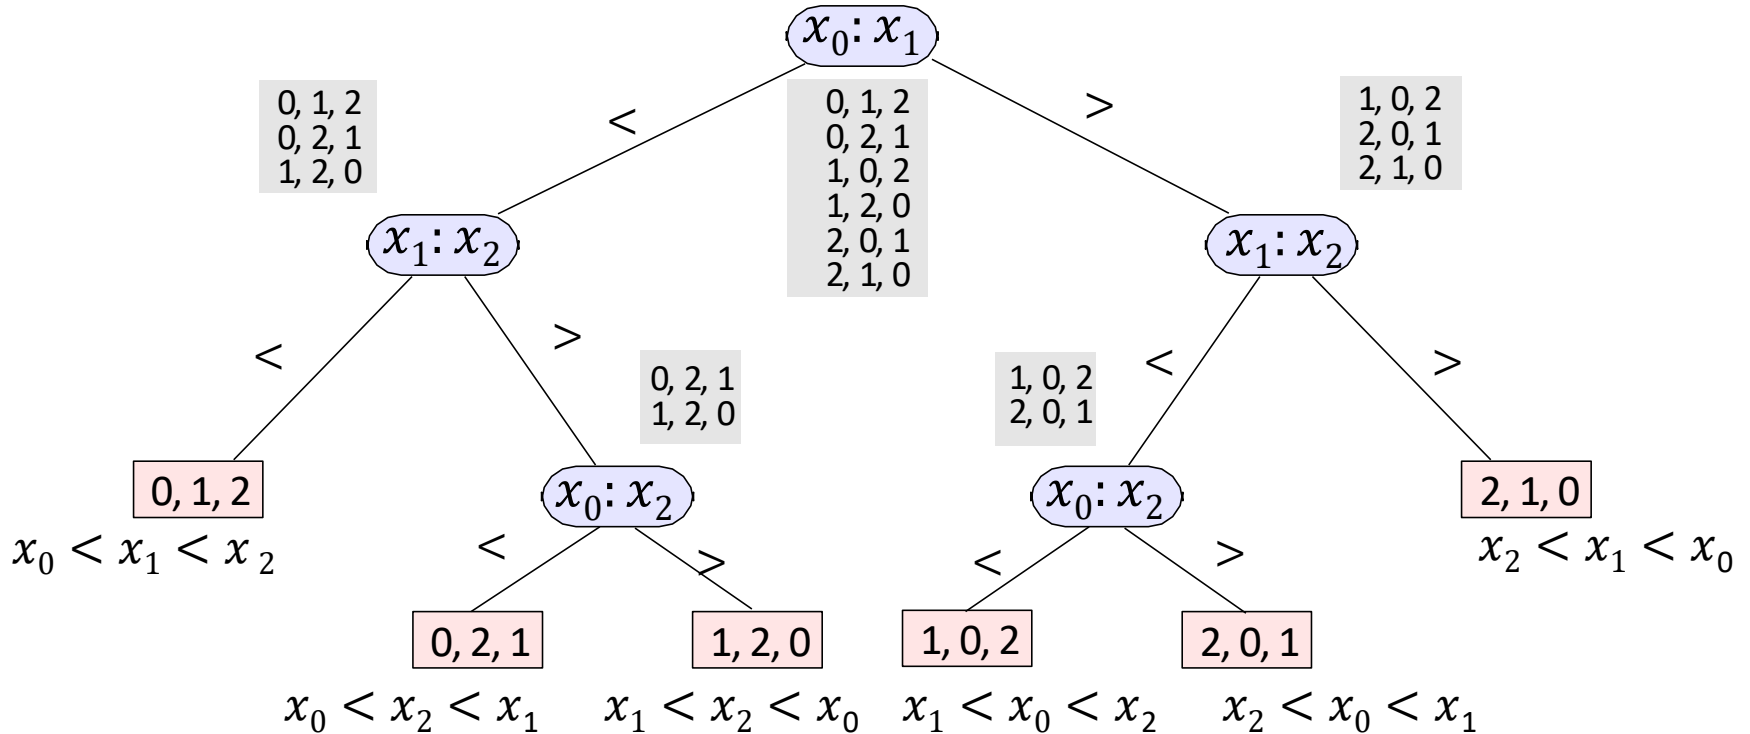 x₀: x₁
0, 1, 2
0, 2, 1
1, 2, 0
<
0, 1, 2
0, 2, 1
1, 0, 2
1, 2, 0
2, 0, 1
2, 1, 0
>
1, 0, 2
2, 0, 1
2, 1, 0
x₁: x₂
x₁: x₂
<
>
0, 2, 1
1, 2, 0
1, 0, 2
2, 0, 1
<
>
0, 1, 2
x₀ < x₁ < x ₂
x₀: x₂
x₀: x₂
2, 1, 0
x₂ < x₁ < x₀
<
>
<
>
0, 2, 1
1, 2, 0
1, 0, 2
2, 0, 1
x₀ < x₂ < x₁
x₁ < x₂ < x₀
x₁ < x₀ < x₂
x₂ < x₀ < x₁